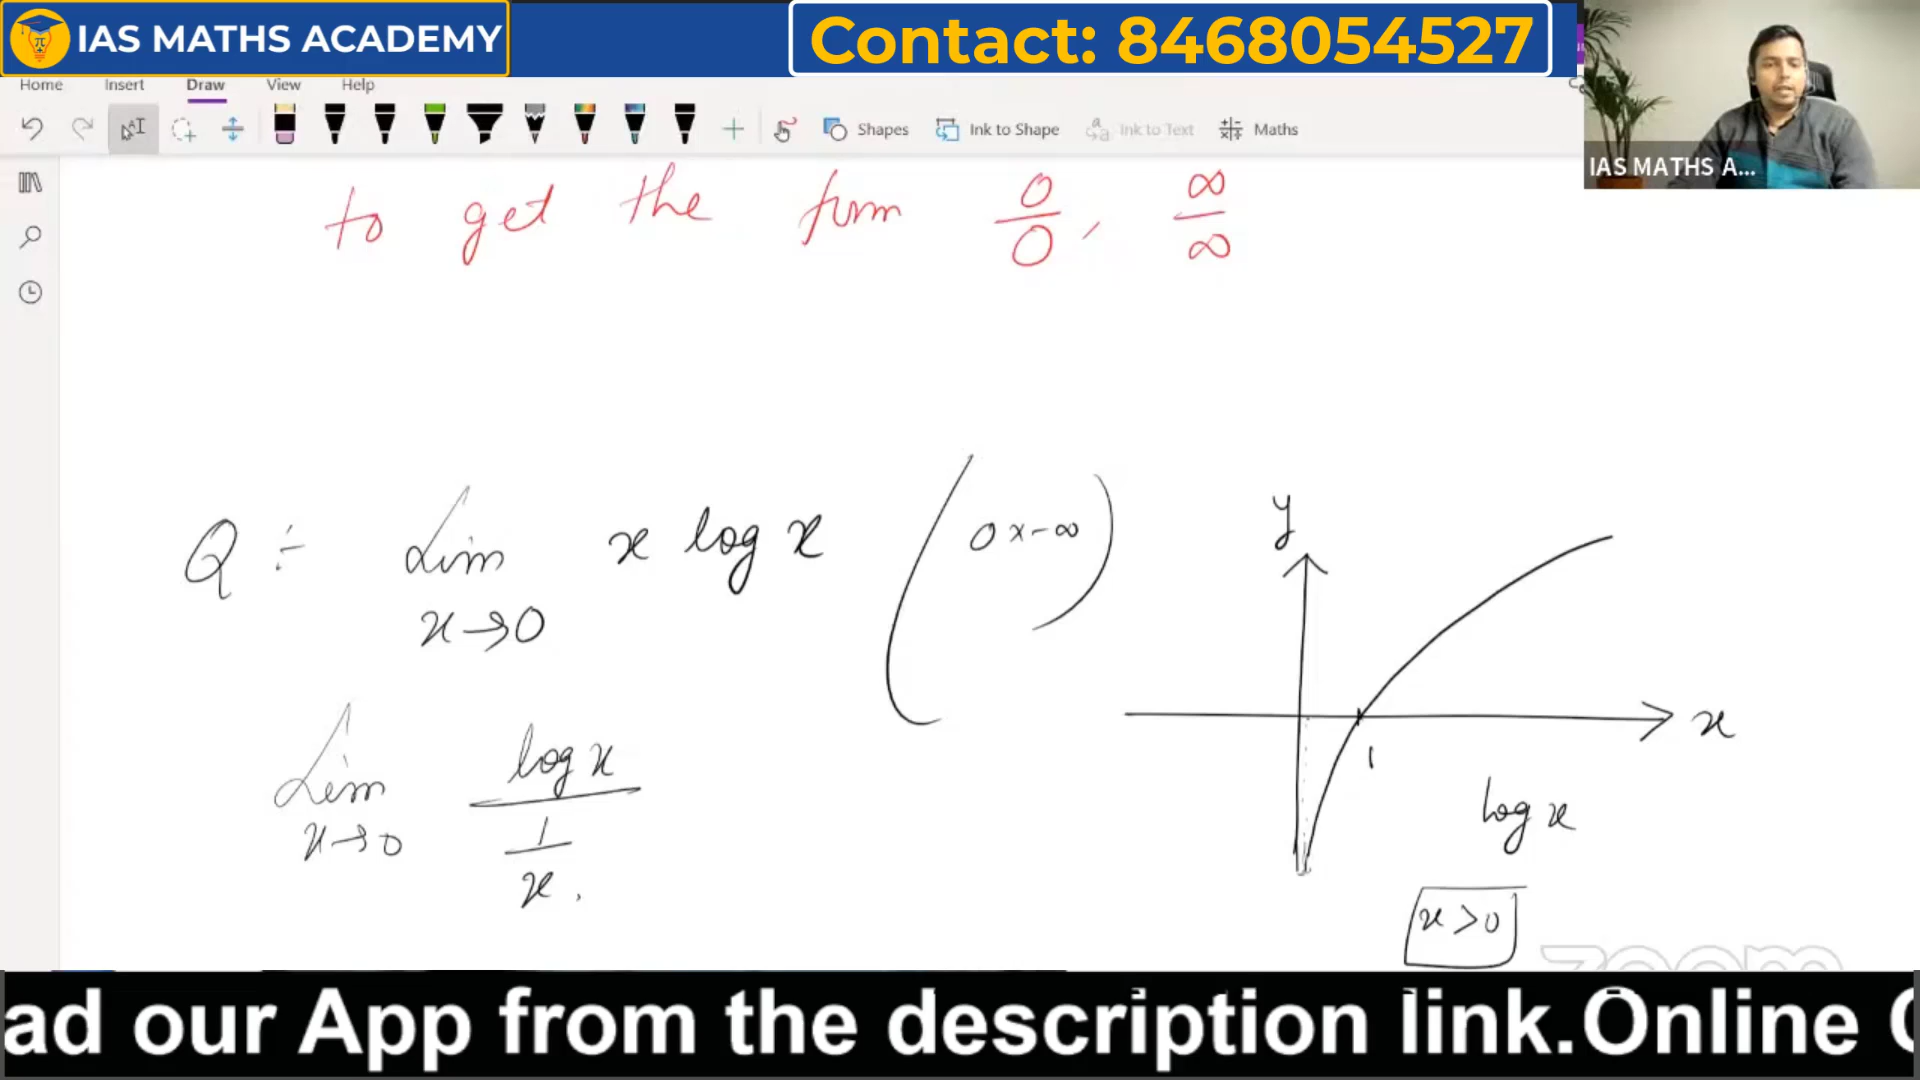 IAS MATHS ACADEMY
Contact: 8468054527
Home Insert Draw View Help
Shapes Ink to Shape Ink to Text Maths
IAS MATHS A...
to get the form 0/0, ∞/∞
Q ÷ Lim x→0 x log x (0 x -∞)
y
x
1
Lim x→0 log x / 1/x.
log x
x > 0
zoom
ad our App from the description link.Online